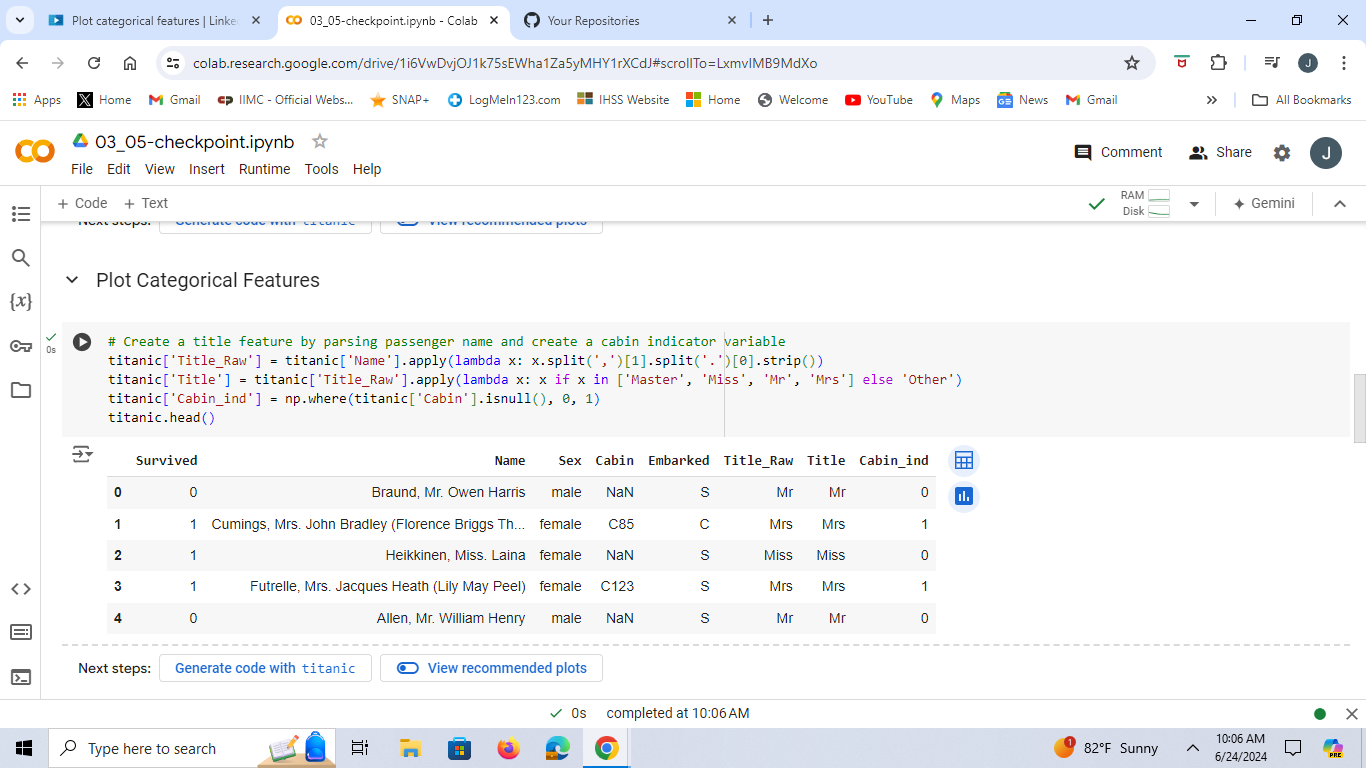 Plot categorical features | Linke
03_05-checkpoint.ipynb - Colab
Your Repositories
colab.research.google.com/drive/1i6VwDvjOJ1k75sEWha1Za5yMHY1rXCdJ#scrollTo=LxmvIMB9MdXo
J
Apps
Home
Gmail
IIMC - Official Webs...
SNAP+
LogMeIn123.com
IHSS Website
Home
Welcome
YouTube
Maps
News
Gmail
All Bookmarks
03_05-checkpoint.ipynb
File Edit View Insert Runtime Tools Help
Comment
Share
J
+ Code + Text
RAM
Disk
Gemini
Next steps: Generate code with titanic View recommended plots
Plot Categorical Features
{x}
0s
# Create a title feature by parsing passenger name and create a cabin indicator variable
titanic['Title_Raw'] = titanic['Name'].apply(lambda x: x.split(',')[1].split('.')[0].strip())
titanic['Title'] = titanic['Title_Raw'].apply(lambda x: x if x in ['Master', 'Miss', 'Mr', 'Mrs'] else 'Other')
titanic['Cabin_ind'] = np.where(titanic['Cabin'].isnull(), 0, 1)
titanic.head()
Survived Name Sex Cabin Embarked Title_Raw Title Cabin_ind
0 0 Braund, Mr. Owen Harris male NaN S Mr Mr 0
1 1 Cumings, Mrs. John Bradley (Florence Briggs Th... female C85 C Mrs Mrs 1
2 1 Heikkinen, Miss. Laina female NaN S Miss Miss 0
3 1 Futrelle, Mrs. Jacques Heath (Lily May Peel) female C123 S Mrs Mrs 1
4 0 Allen, Mr. William Henry male NaN S Mr Mr 0
Next steps: Generate code with titanic View recommended plots
0s completed at 10:06 AM
Type here to search
1
82°F Sunny
10:06 AM
6/24/2024
PRE